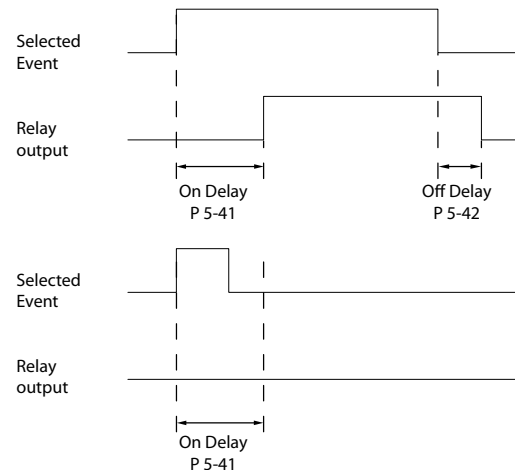 Selected
Event
Relay
output
On Delay
P 5-41
Off Delay
P 5-42
Selected
Event
Relay
output
On Delay
P 5-41